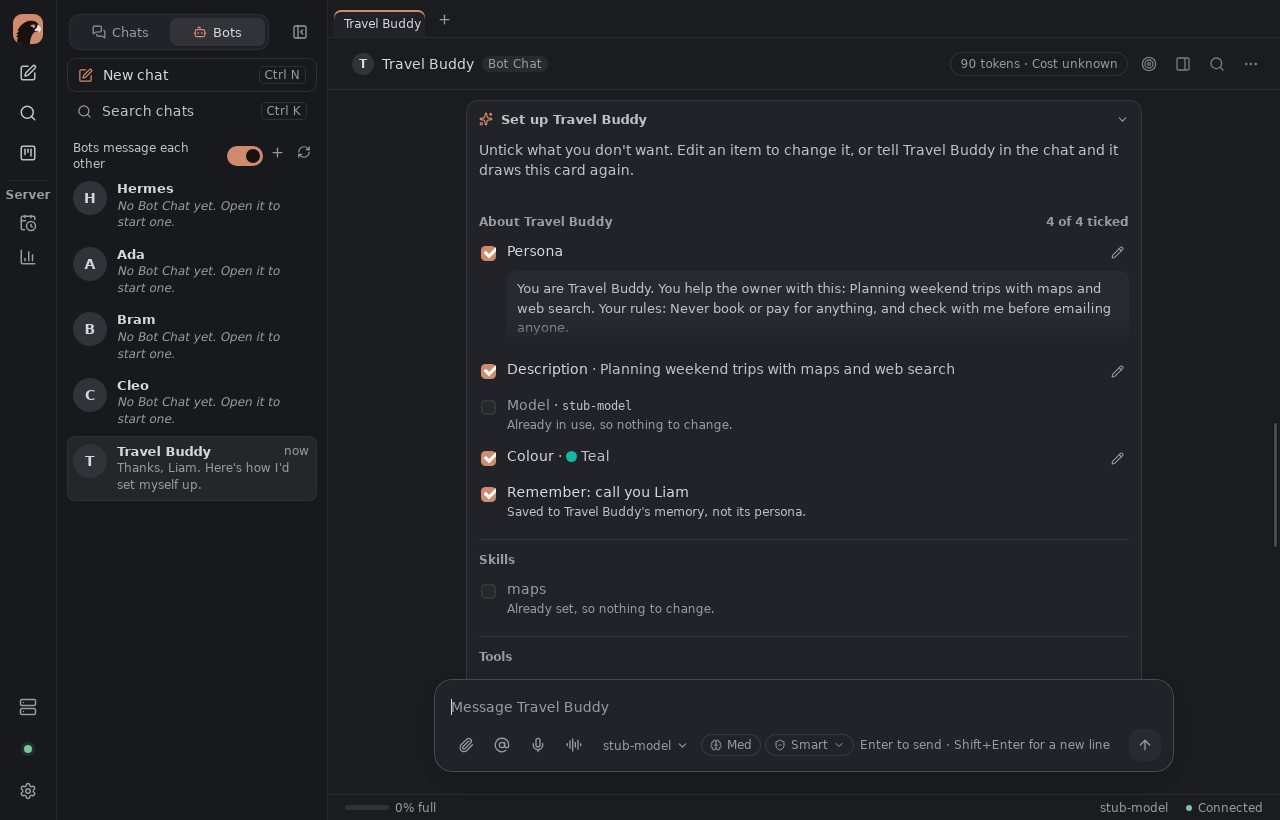 Chats
Bots
New chat
Ctrl N
Search chats
Ctrl K
Bots message each
other
Server
H
Hermes
No Bot Chat yet. Open it to
start one.
A
Ada
No Bot Chat yet. Open it to
start one.
B
Bram
No Bot Chat yet. Open it to
start one.
C
Cleo
No Bot Chat yet. Open it to
start one.
T
Travel Buddy
now
Thanks, Liam. Here's how I'd
set myself up.
Travel Buddy
T
Travel Buddy
Bot Chat
90 tokens · Cost unknown
Set up Travel Buddy
Untick what you don't want. Edit an item to change it, or tell Travel Buddy in the chat and it
draws this card again.
About Travel Buddy
4 of 4 ticked
Persona
You are Travel Buddy. You help the owner with this: Planning weekend trips with maps and
web search. Your rules: Never book or pay for anything, and check with me before emailing
anyone.
Description · Planning weekend trips with maps and web search
Model · stub-model
Already in use, so nothing to change.
Colour · Teal
Remember: call you Liam
Saved to Travel Buddy's memory, not its persona.
Skills
maps
Already set, so nothing to change.
Tools
Message Travel Buddy
stub-model
Med
Smart
Enter to send · Shift+Enter for a new line
0% full
stub-model
Connected